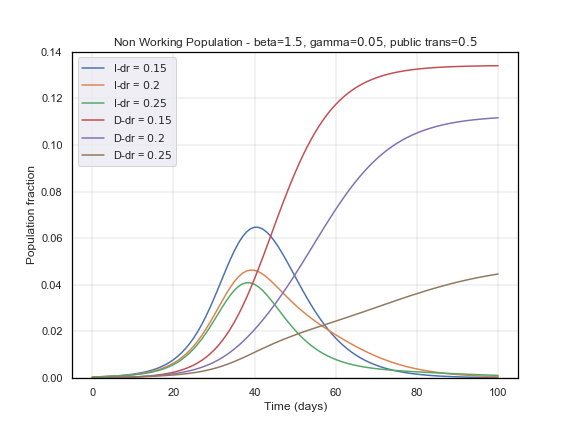 Non Working Population - beta=1.5, gamma=0.05, public trans=0.5
0.14
0.12
0.10
0.08
0.06
0.04
0.02
0.00
Population fraction
I-dr = 0.15
I-dr = 0.2
I-dr = 0.25
D-dr = 0.15
D-dr = 0.2
D-dr = 0.25
0 20 40 60 80 100
Time (days)